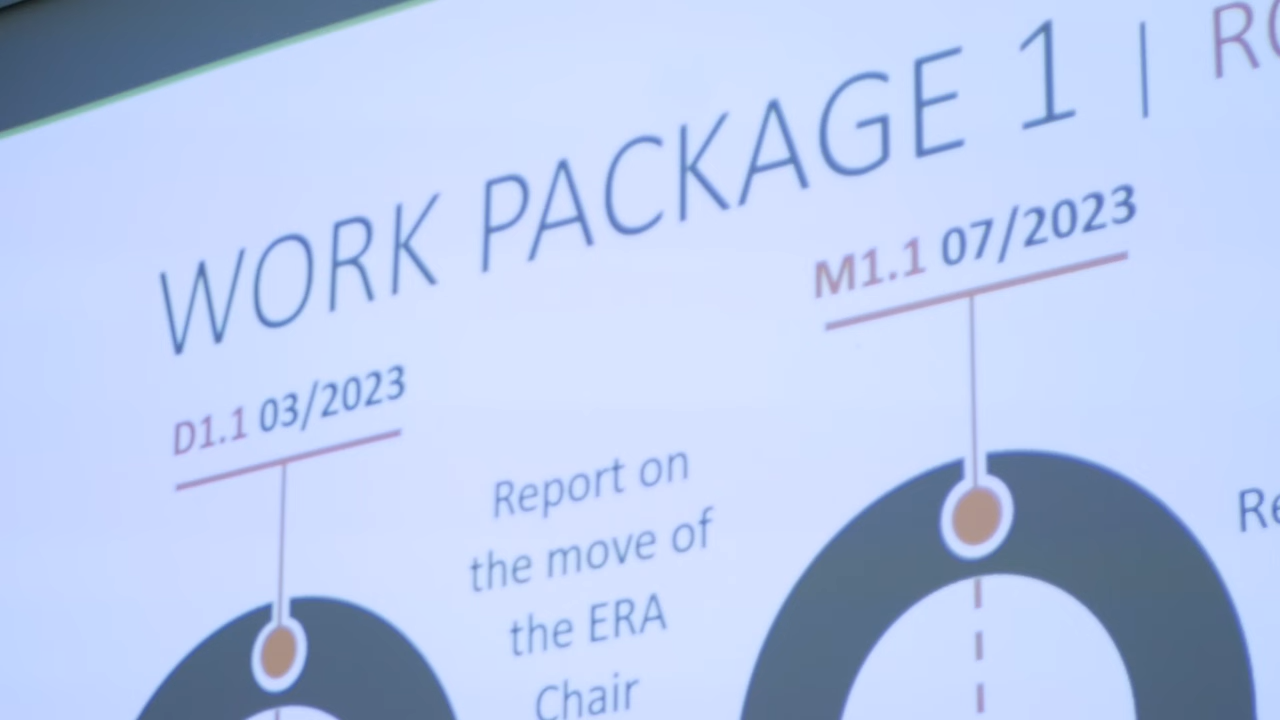 WORK PACKAGE 1 |
D1.1 03/2023
M1.1 07/2023
Report on
the move of
the ERA
Chair